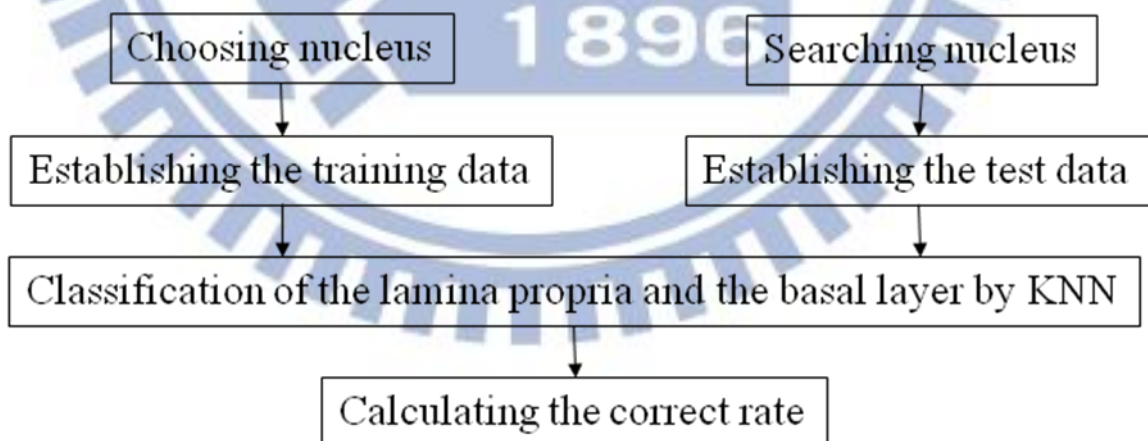 1896
Choosing nucleus
Searching nucleus
Establishing the training data
Establishing the test data
Classification of the lamina propria and the basal layer by KNN
Calculating the correct rate